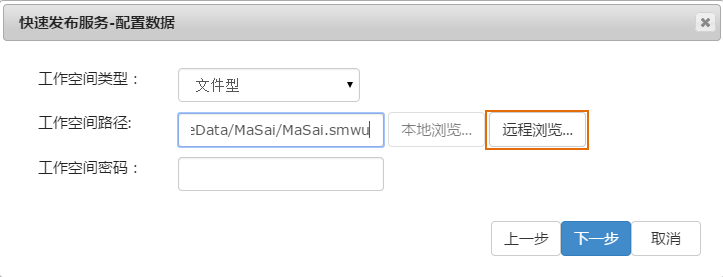 快速发布服务-配置数据
工作空间类型： 文件型
工作空间路径: eData/MaSai/MaSai.smwu 本地浏览... 远程浏览...
工作空间密码：
上一步 下一步 取消